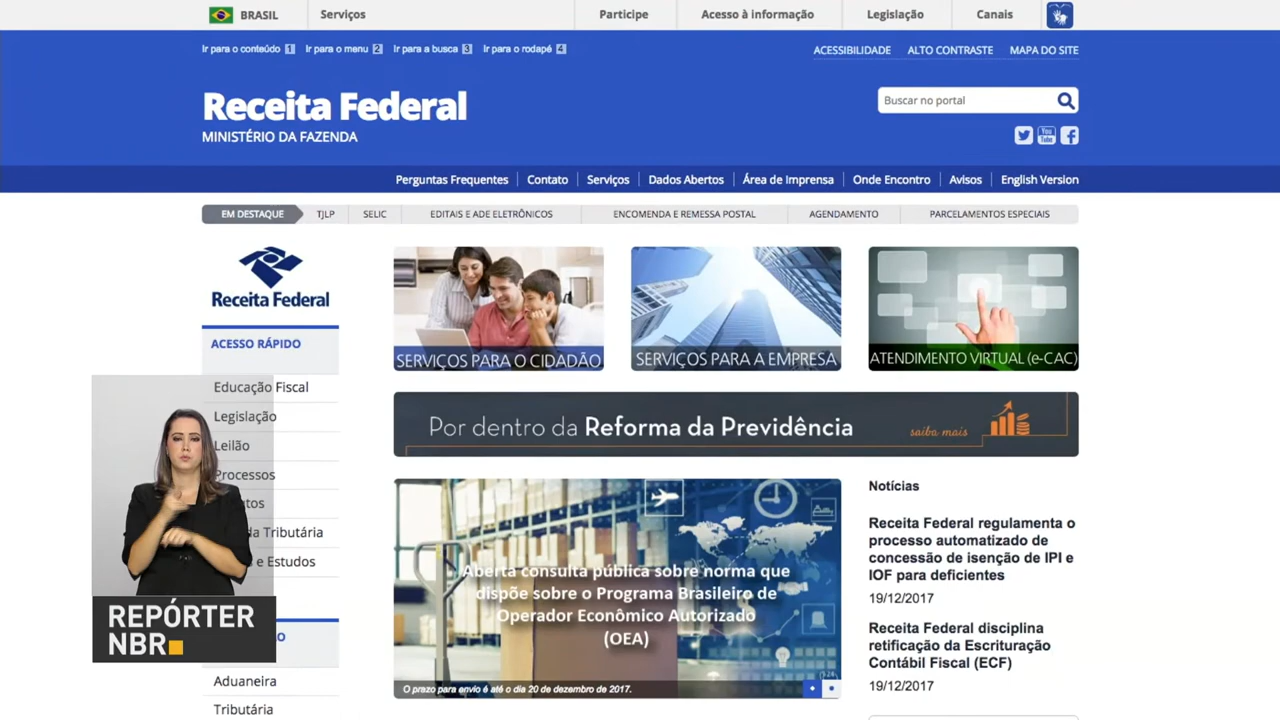 BRASIL
Serviços
Participe
Acesso à informação
Legislação
Canais
Ir para o conteúdo 1
Ir para o menu 2
Ir para a busca 3
Ir para o rodapé 4
ACESSIBILIDADE
ALTO CONTRASTE
MAPA DO SITE
Receita Federal
MINISTÉRIO DA FAZENDA
Buscar no portal
You
Tube
Perguntas Frequentes
Contato
Serviços
Dados Abertos
Área de Imprensa
Onde Encontro
Avisos
English Version
EM DESTAQUE
TJLP
SELIC
EDITAIS E ADE ELETRÔNICOS
ENCOMENDA E REMESSA POSTAL
AGENDAMENTO
PARCELAMENTOS ESPECIAIS
Receita Federal
ACESSO RÁPIDO
Educação Fiscal
Legislação
Leilão
Processos
tos
da Tributária
e Estudos
O
Aduaneira
Tributária
REPÓRTER
NBR
SERVIÇOS PARA O CIDADÃO
SERVIÇOS PARA A EMPRESA
ATENDIMENTO VIRTUAL (e-CAC)
Por dentro da Reforma da Previdência
saiba mais
Aberta consulta pública sobre norma que
dispõe sobre o Programa Brasileiro de
Operador Econômico Autorizado
(OEA)
O prazo para envio é até o dia 20 de dezembro de 2017.
Notícias
Receita Federal regulamenta o
processo automatizado de
concessão de isenção de IPI e
IOF para deficientes
19/12/2017
Receita Federal disciplina
retificação da Escrituração
Contábil Fiscal (ECF)
19/12/2017